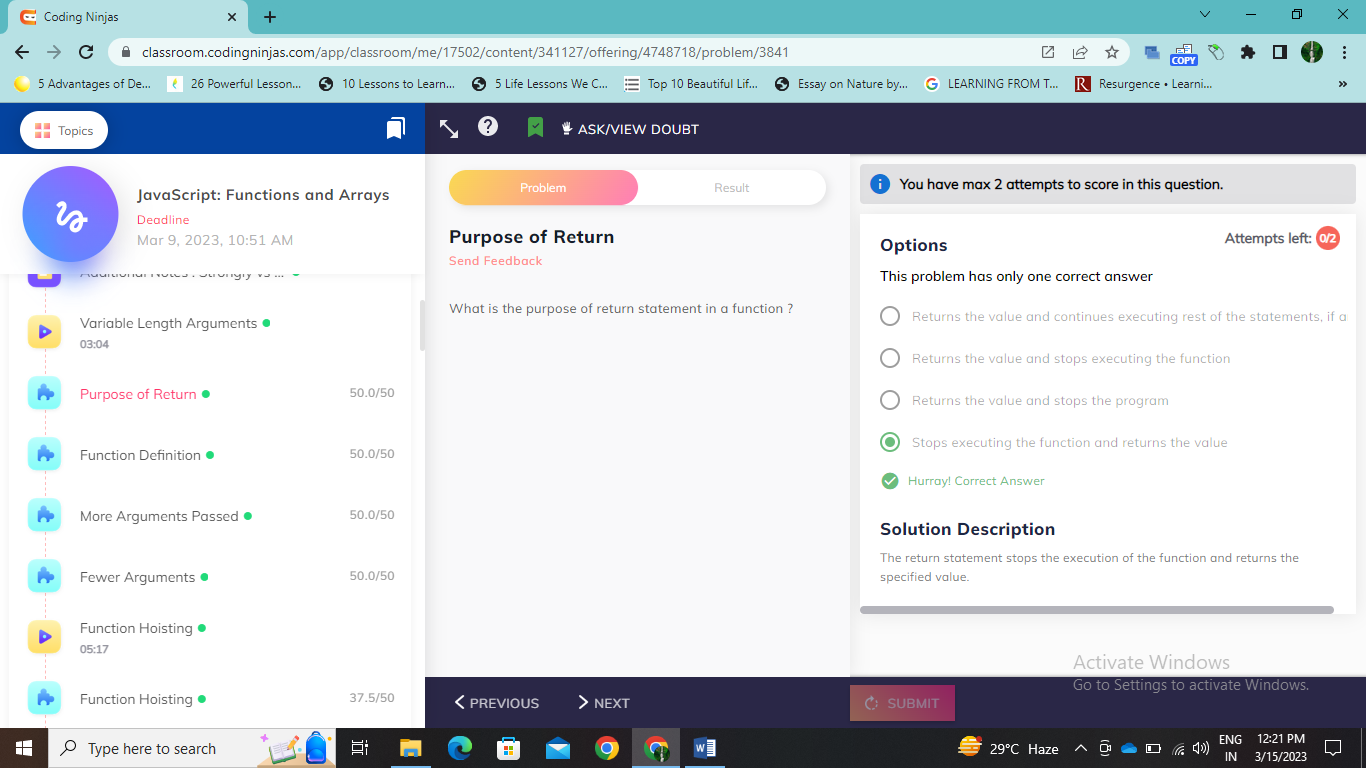 Coding Ninjas
classroom.codingninjas.com/app/classroom/me/17502/content/341127/offering/4748718/problem/3841
COPY
5 Advantages of De...
26 Powerful Lesson...
10 Lessons to Learn...
5 Life Lessons We C...
Top 10 Beautiful Lif...
Essay on Nature by...
LEARNING FROM T...
Resurgence • Learni...
Topics
ASK/VIEW DOUBT
JavaScript: Functions and Arrays
Deadline
Mar 9, 2023, 10:51 AM
Additional Notes : Strongly vs ...
Variable Length Arguments
03:04
Purpose of Return 50.0/50
Function Definition 50.0/50
More Arguments Passed 50.0/50
Fewer Arguments 50.0/50
Function Hoisting
05:17
Function Hoisting 37.5/50
Problem
Result
Purpose of Return
Send Feedback
What is the purpose of return statement in a function ?
PREVIOUS
NEXT
You have max 2 attempts to score in this question.
Options
Attempts left: 0/2
This problem has only one correct answer
Returns the value and continues executing rest of the statements, if a
Returns the value and stops executing the function
Returns the value and stops the program
Stops executing the function and returns the value
Hurray! Correct Answer
Solution Description
The return statement stops the execution of the function and returns the
specified value.
Activate Windows
Go to Settings to activate Windows.
SUBMIT
Type here to search
29°C Haze
ENG
IN
12:21 PM
3/15/2023